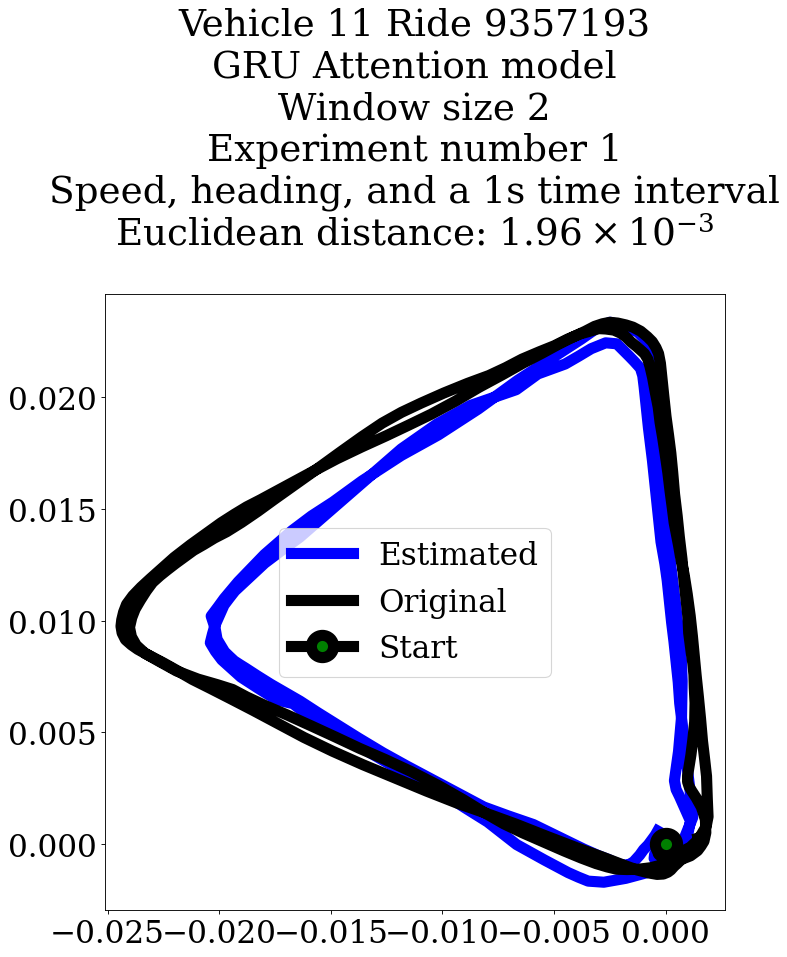 Vehicle 11 Ride 9357193
GRU Attention model
Window size 2
Experiment number 1
Speed, heading, and a 1s time interval
Euclidean distance: 1.96 × 10⁻³
0.020
0.015
Estimated
0.010
Original
Start
0.005
0.000
−0.025 −0.020 −0.015 −0.010 −0.005 0.000